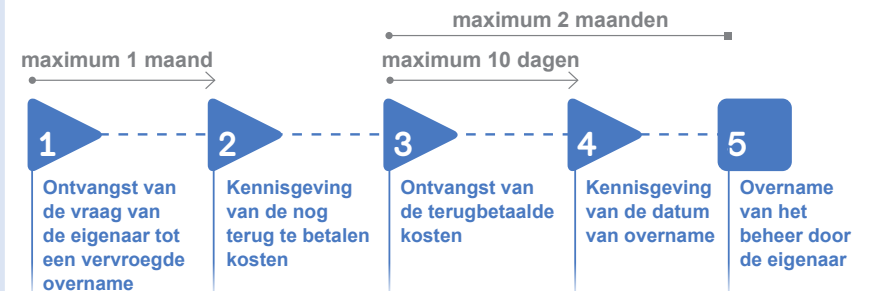 maximum 2 maanden
maximum 1 maand
maximum 10 dagen
1
2
3
4
5
Ontvangst van
de vraag van
de eigenaar tot
een vervroegde
overname
Kennisgeving
van de nog
terug te betalen
kosten
Ontvangst van
de terugbetaalde
kosten
Kennisgeving
van de datum
van overname
Overname
van het
beheer door
de eigenaar